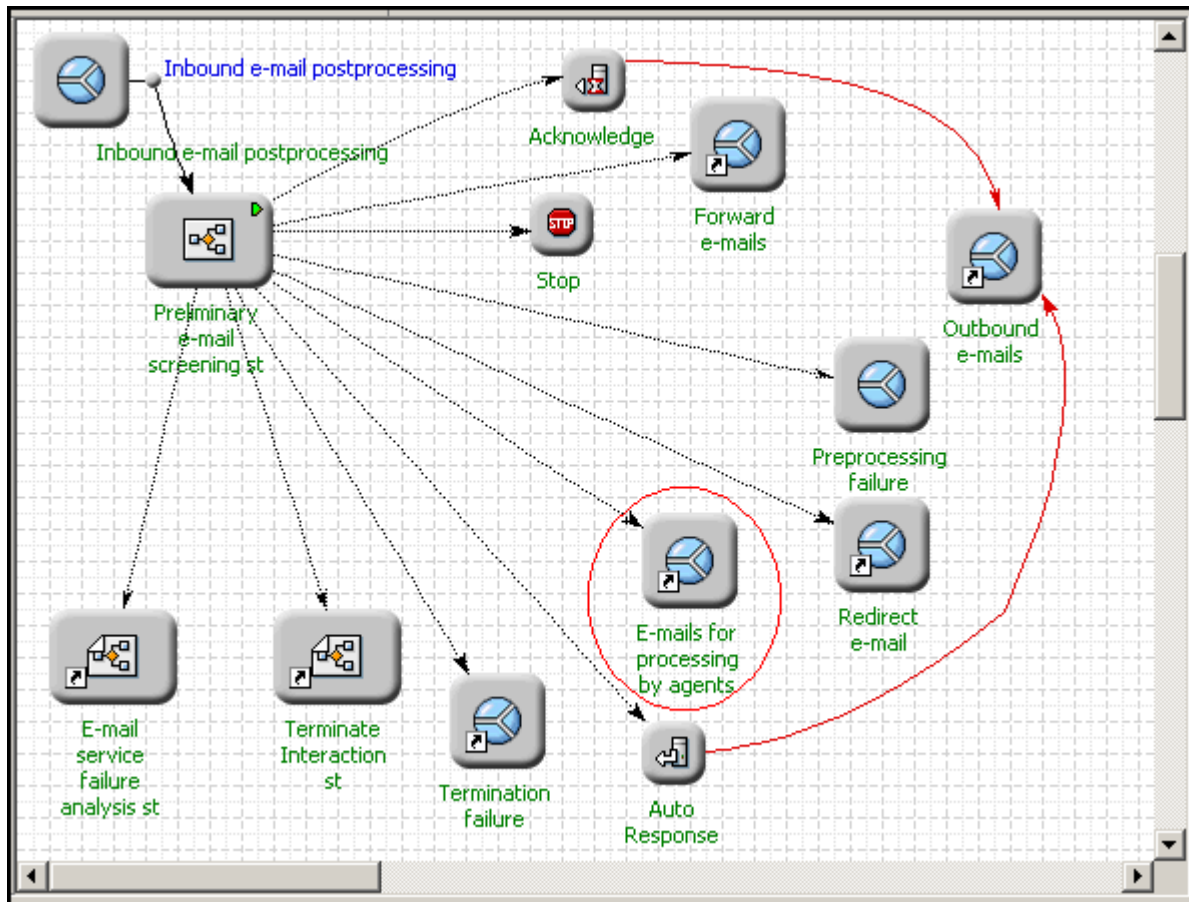 Inbound e-mail postprocessing
Acknowledge
Inbound e-mail postprocessing
STOP
Forward
e-mails
Stop
Preliminary
e-mail
screening st
Outbound
e-mails
Preprocessing
failure
E-mails for
processing
by agents
Redirect
e-mail
E-mail
service
failure
analysis st
Terminate
Interaction
st
Termination
failure
Auto
Response